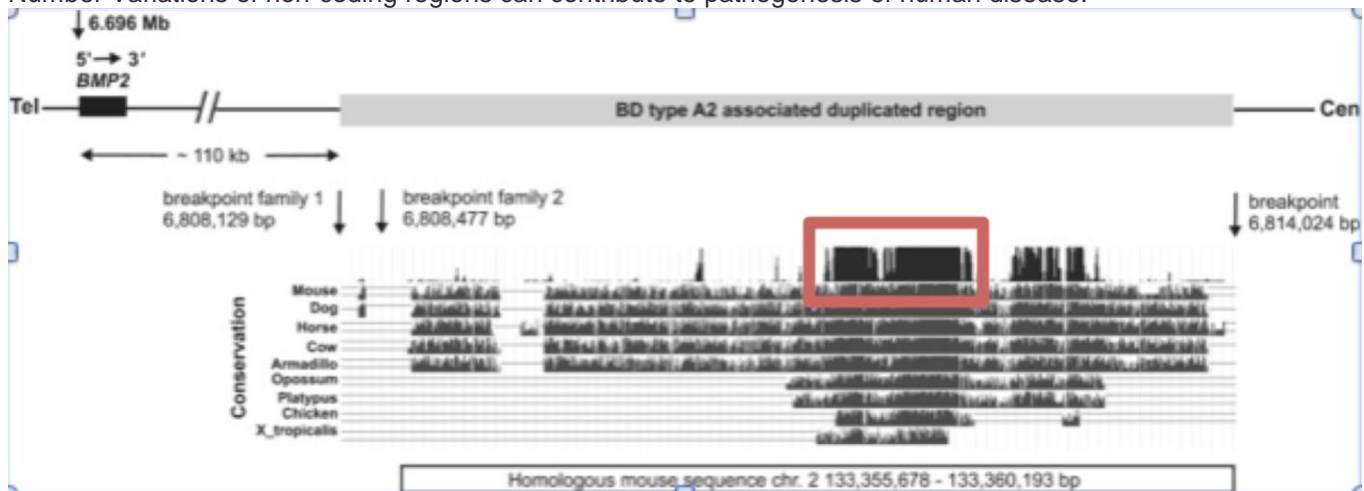 Number Variations of non-coding regions can contribute to pathogenesis of human disease.
6.696 Mb
5' → 3'
BMP2
Tel
BD type A2 associated duplicated region
Cen
~ 110 kb
breakpoint family 1
6,808,129 bp
breakpoint family 2
6,808,477 bp
breakpoint
6,814,024 bp
Conservation
Mouse
Dog
Horse
Cow
Armadillo
Opossum
Platypus
Chicken
X_tropicalis
Homologous mouse sequence chr. 2 133,355,678 - 133,360,193 bp